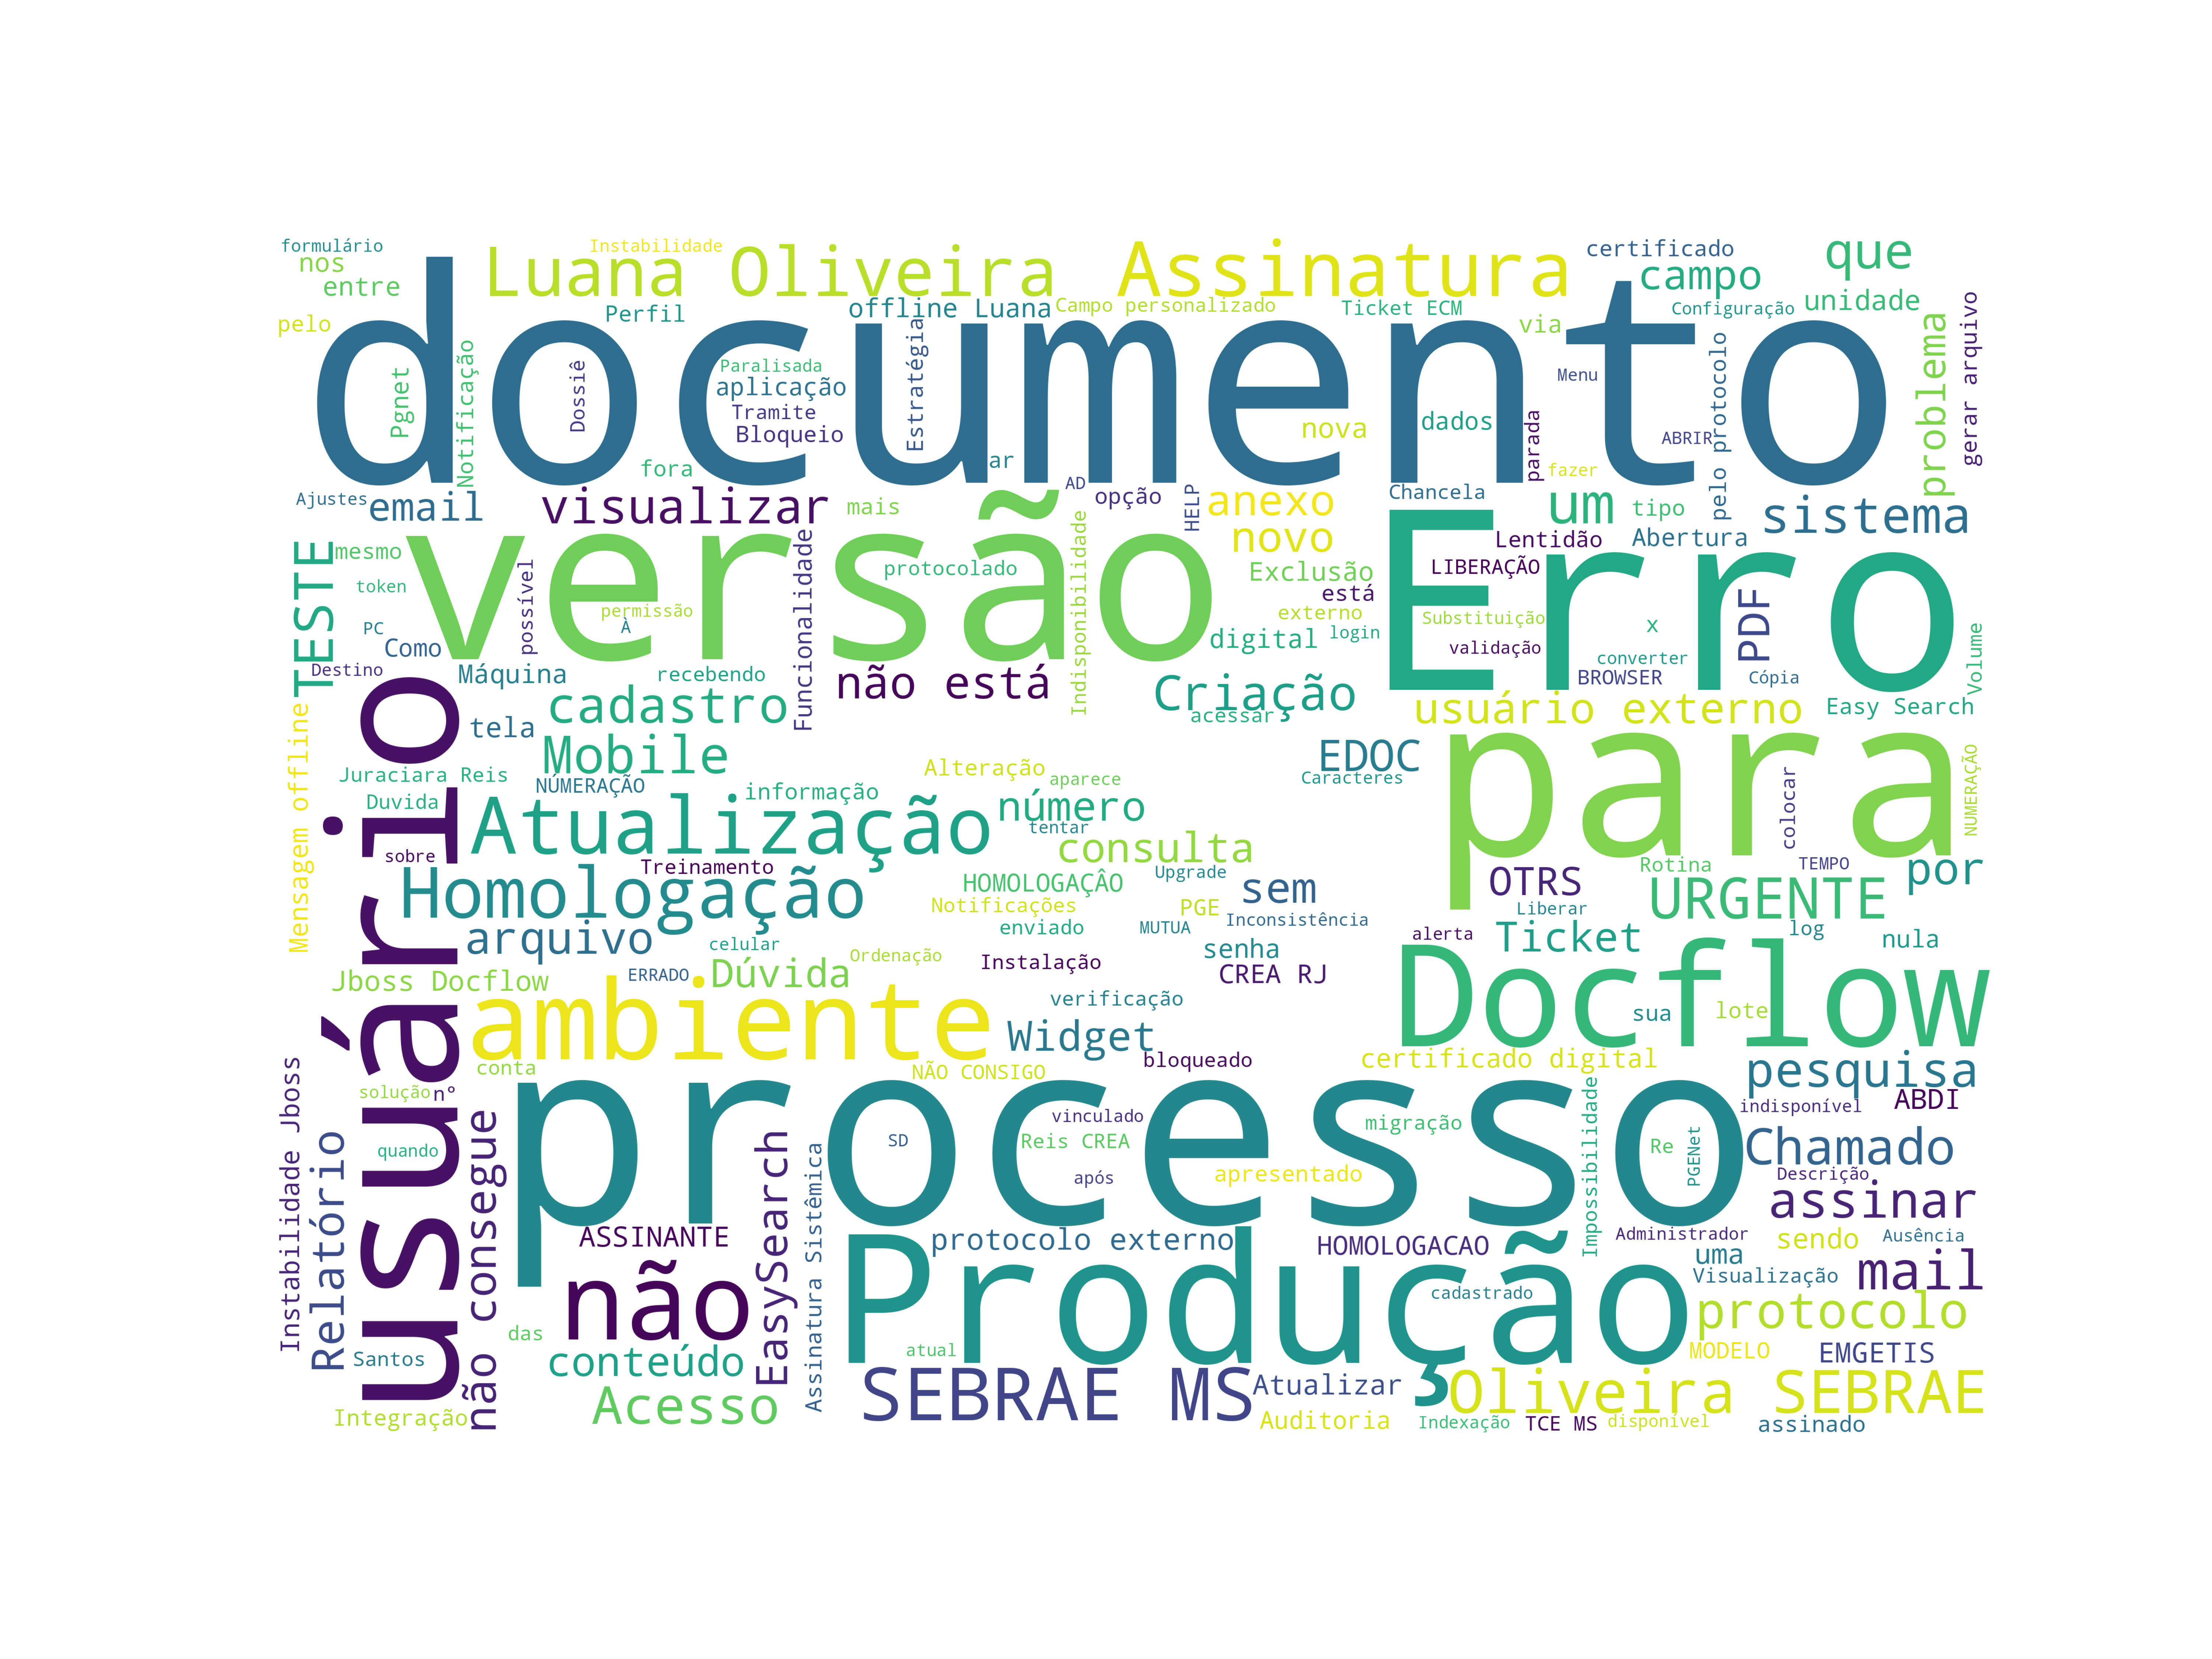 formulário
Instabilidade
Luana Oliveira
Assinatura
certificado
que
nos
entre
campo
unidade
pelo
Perfil
offline Luana
Campo personalizado
Ticket ECM
via
Configuração
documento
Pgnet
Notificação
Dossiê
Paralisada
aplicação
Tramite
Bloqueio
Estratégia
Menu
nova
dados
parada
ABRIR
pelo protocolo
problema
gerar arquivo
fora
ar
fazer
Ajustes
email
visualizar
mais
AD
opção
HELP
anexo
Chancela
um
tipo
sistema
TESTE
mesmo
versão
novo
Erro
Lentidão
Abertura
token
possível
permissão
À
Funcionalidade
protocolado
Indisponibilidade
Exclusão
está
externo
LIBERAÇÃO
Substituição
x
PDF
PC
Como
digital
login
validação
converter
Volume
Destino
Máquina
recebendo
não está
Criação
acessar
BROWSER
Cópia
usuário
cadastro
usuário externo
Easy Search
Mensagem offline
tela
Mobile
EDOC
para
Juraciara Reis
NÚMERAÇÃO
informação
Alteração
aparece
Caracteres
colocar
NUMERAÇÃO
Duvida
Atualização
número
tentar
consulta
sobre
Treinamento
Homologação
HOMOLOGAÇÂO
Upgrade
sem
OTRS
Rotina
TEMPO
por
URGENTE
Notificações
PGE
Inconsistência
Liberar
arquivo
celular
enviado
MUTUA
senha
alerta
Ticket
log
nula
Jboss Docflow
ERRADO
Dúvida
Ordenação
Instalação
CREA RJ
Docflow
ambiente
verificação
sua
lote
Widget
conta
NÃO CONSIGO
bloqueado
certificado digital
pesquisa
Instabilidade Jboss
solução
n°
processo
vinculado
migração
Impossibilidade
indisponível
ABDI
Relatório
quando
não consegue
SD
Reis CREA
Re
PGENet
Chamado
após
apresentado
Descrição
assinar
ASSINANTE
EasySearch
Assinatura Sistêmica
protocolo externo
HOMOLOGACAO
Administrador
uma
sendo
Ausência
não
Produção
cadastrado
Visualização
mail
protocolo
das
atual
MODELO
EMGETIS
Santos
conteúdo
Acesso
SEBRAE MS
Atualizar
Oliveira SEBRAE
Integração
Auditoria
Indexação
TCE MS
disponível
assinado